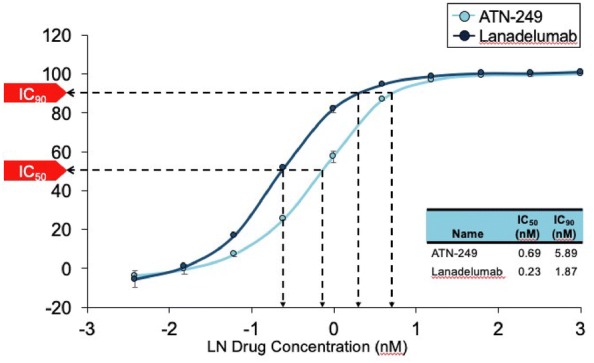 ATN-249
Lanadelumab
120
100
IC90
80
60
IC50
40
20
0
-20
-3 -2 -1 0 1 2 3
LN Drug Concentration (nM)
Name IC50 (nM) IC90 (nM)
ATN-249 0.69 5.89
Lanadelumab 0.23 1.87